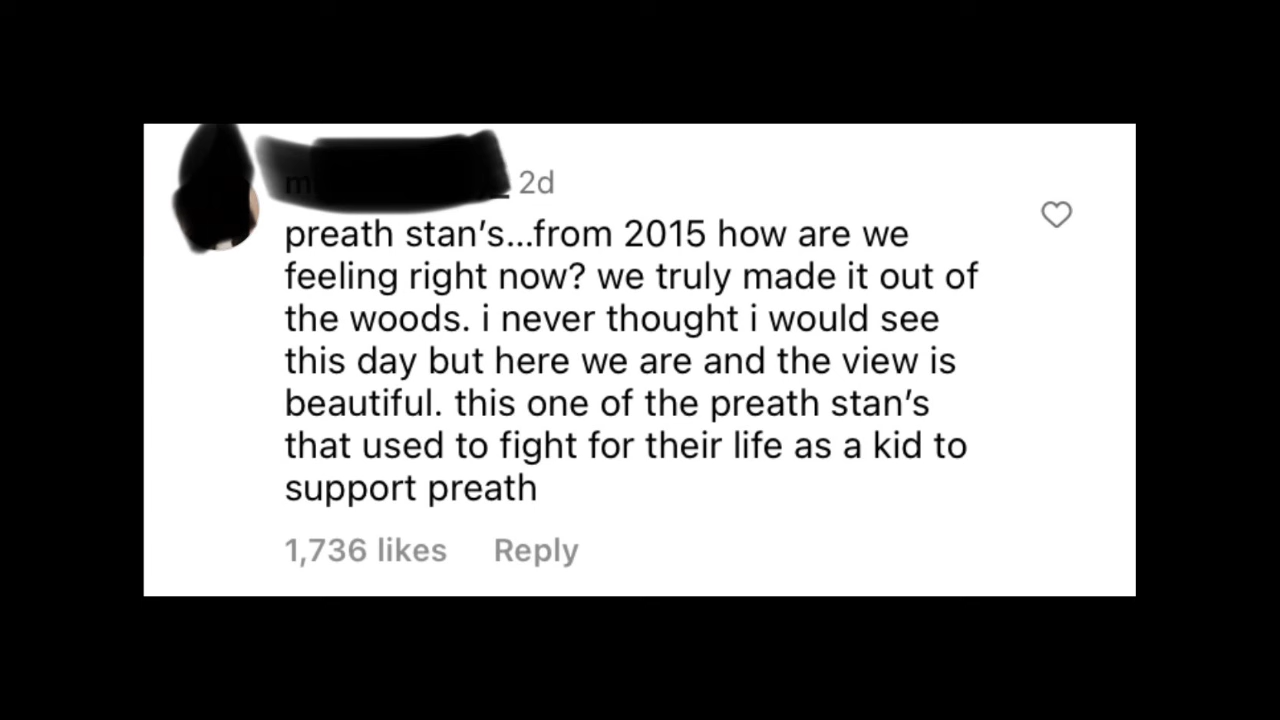 2d
preath stan’s...from 2015 how are we
feeling right now? we truly made it out of
the woods. i never thought i would see
this day but here we are and the view is
beautiful. this one of the preath stan’s
that used to fight for their life as a kid to
support preath
1,736 likes Reply